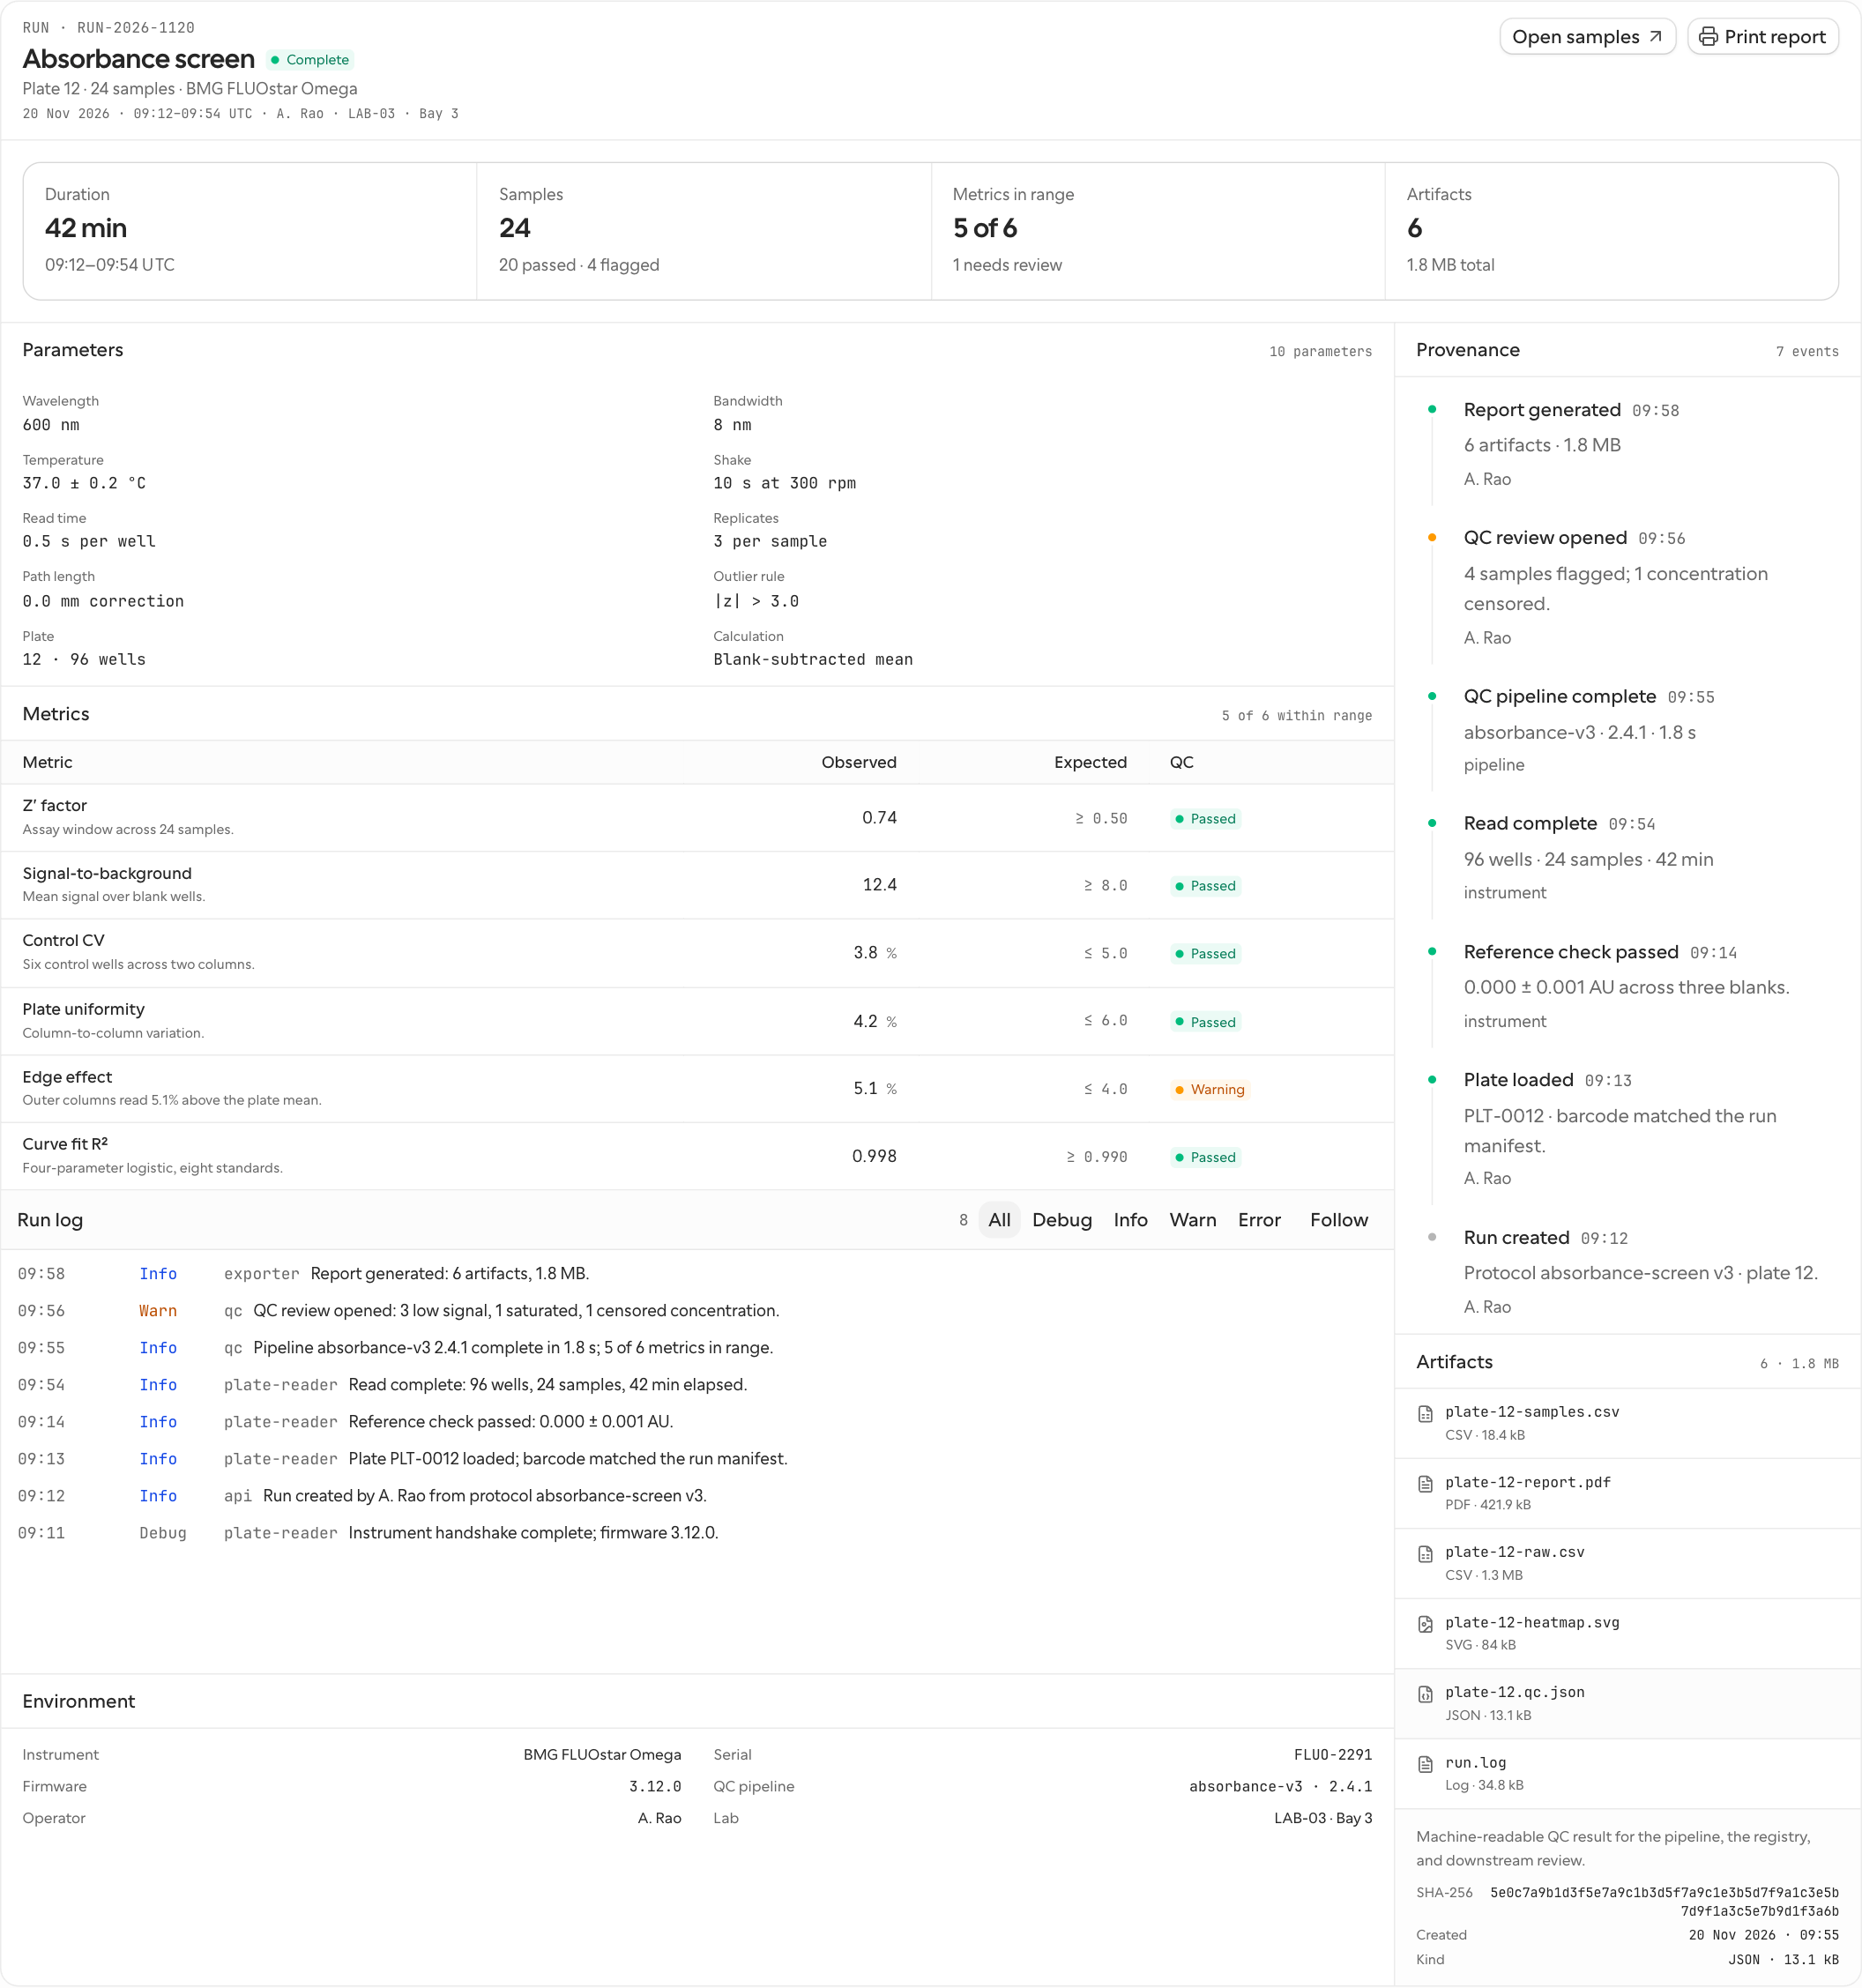 RUN · RUN-2026-1120
Absorbance screen
Complete
Plate 12 · 24 samples · BMG FLUOstar Omega
20 Nov 2026 · 09:12–09:54 UTC · A. Rao · LAB-03 · Bay 3
Open samples
Print report
Duration
42 min
09:12–09:54 UTC
Samples
24
20 passed · 4 flagged
Metrics in range
5 of 6
1 needs review
Artifacts
6
1.8 MB total
Parameters
10 parameters
Wavelength
600 nm
Bandwidth
8 nm
Temperature
37.0 ± 0.2 °C
Shake
10 s at 300 rpm
Read time
0.5 s per well
Replicates
3 per sample
Path length
0.0 mm correction
Outlier rule
|z| > 3.0
Plate
12 · 96 wells
Calculation
Blank-subtracted mean
Metrics
5 of 6 within range
Metric Observed Expected QC
Z′ factor
Assay window across 24 samples.
0.74 ≥ 0.50 Passed
Signal-to-background
Mean signal over blank wells.
12.4 ≥ 8.0 Passed
Control CV
Six control wells across two columns.
3.8 % ≤ 5.0 Passed
Plate uniformity
Column-to-column variation.
4.2 % ≤ 6.0 Passed
Edge effect
Outer columns read 5.1% above the plate mean.
5.1 % ≤ 4.0 Warning
Curve fit R²
Four-parameter logistic, eight standards.
0.998 ≥ 0.990 Passed
Run log
8 All Debug Info Warn Error Follow
09:58 Info exporter Report generated: 6 artifacts, 1.8 MB.
09:56 Warn qc QC review opened: 3 low signal, 1 saturated, 1 censored concentration.
09:55 Info qc Pipeline absorbance-v3 2.4.1 complete in 1.8 s; 5 of 6 metrics in range.
09:54 Info plate-reader Read complete: 96 wells, 24 samples, 42 min elapsed.
09:14 Info plate-reader Reference check passed: 0.000 ± 0.001 AU.
09:13 Info plate-reader Plate PLT-0012 loaded; barcode matched the run manifest.
09:12 Info api Run created by A. Rao from protocol absorbance-screen v3.
09:11 Debug plate-reader Instrument handshake complete; firmware 3.12.0.
Environment
Instrument BMG FLUOstar Omega
Serial FLUO-2291
Firmware 3.12.0
QC pipeline absorbance-v3 · 2.4.1
Operator A. Rao
Lab LAB-03 · Bay 3
Provenance
7 events
Report generated 09:58
6 artifacts · 1.8 MB
A. Rao
QC review opened 09:56
4 samples flagged; 1 concentration
censored.
A. Rao
QC pipeline complete 09:55
absorbance-v3 · 2.4.1 · 1.8 s
pipeline
Read complete 09:54
96 wells · 24 samples · 42 min
instrument
Reference check passed 09:14
0.000 ± 0.001 AU across three blanks.
instrument
Plate loaded 09:13
PLT-0012 · barcode matched the run
manifest.
A. Rao
Run created 09:12
Protocol absorbance-screen v3 · plate 12.
A. Rao
Artifacts
6 · 1.8 MB
plate-12-samples.csv
CSV · 18.4 kB
plate-12-report.pdf
PDF · 421.9 kB
plate-12-raw.csv
CSV · 1.3 MB
plate-12-heatmap.svg
SVG · 84 kB
plate-12.qc.json
JSON · 13.1 kB
run.log
Log · 34.8 kB
Machine-readable QC result for the pipeline, the registry,
and downstream review.
SHA-256 5e0c7a9b1d3f5e7a9c1b3d5f7a9c1e3b5d7f9a1c3e5b
7d9f1a3c5e7b9d1f3a6b
Created 20 Nov 2026 · 09:55
Kind JSON · 13.1 kB